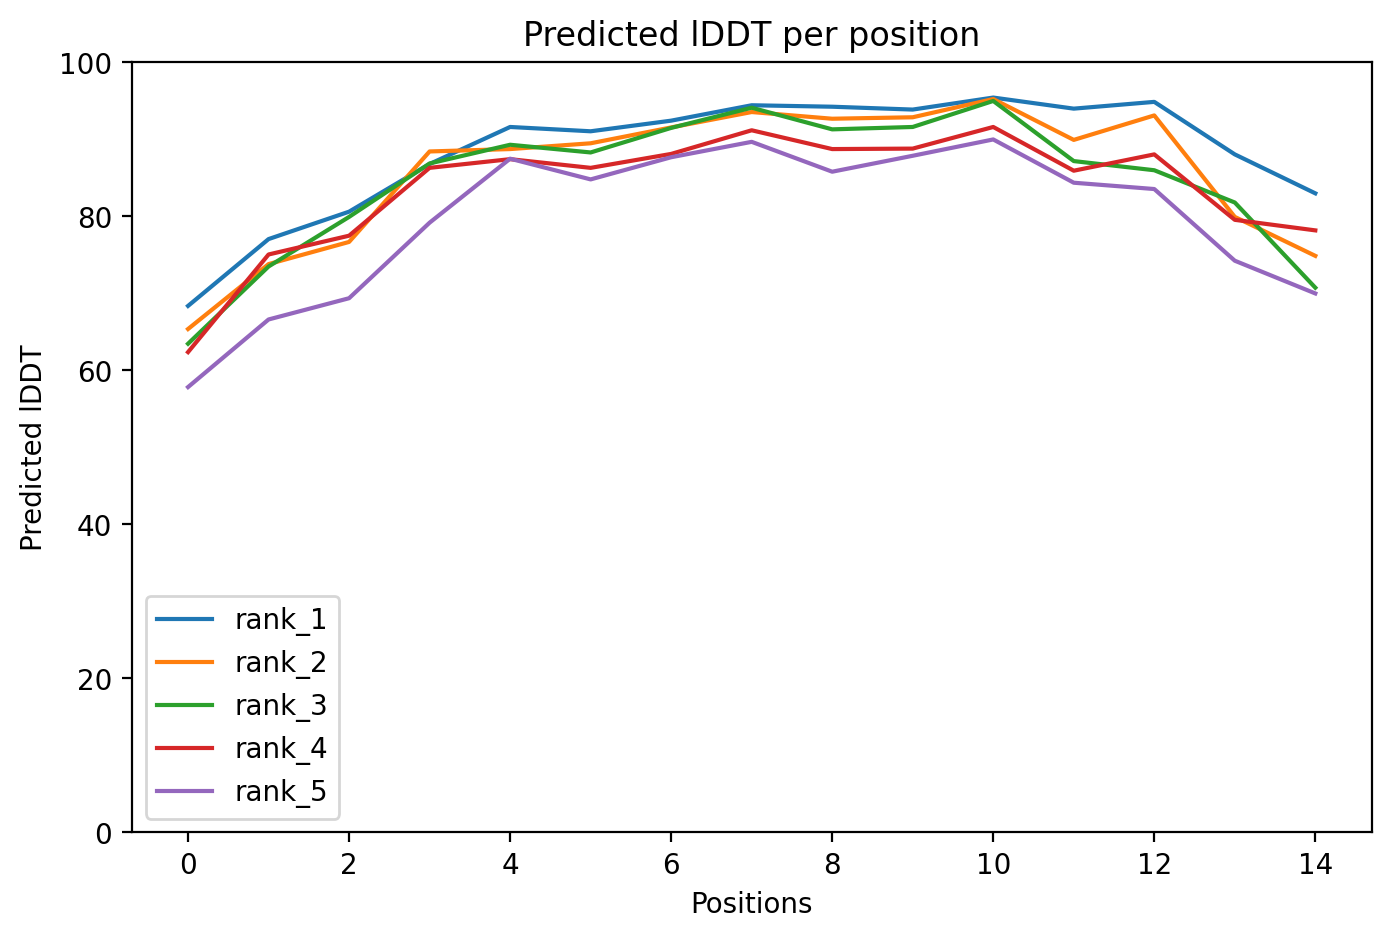 Predicted lDDT per position
100
80
60
40
20
0
Predicted lDDT
rank_1
rank_2
rank_3
rank_4
rank_5
0 2 4 6 8 10 12 14
Positions